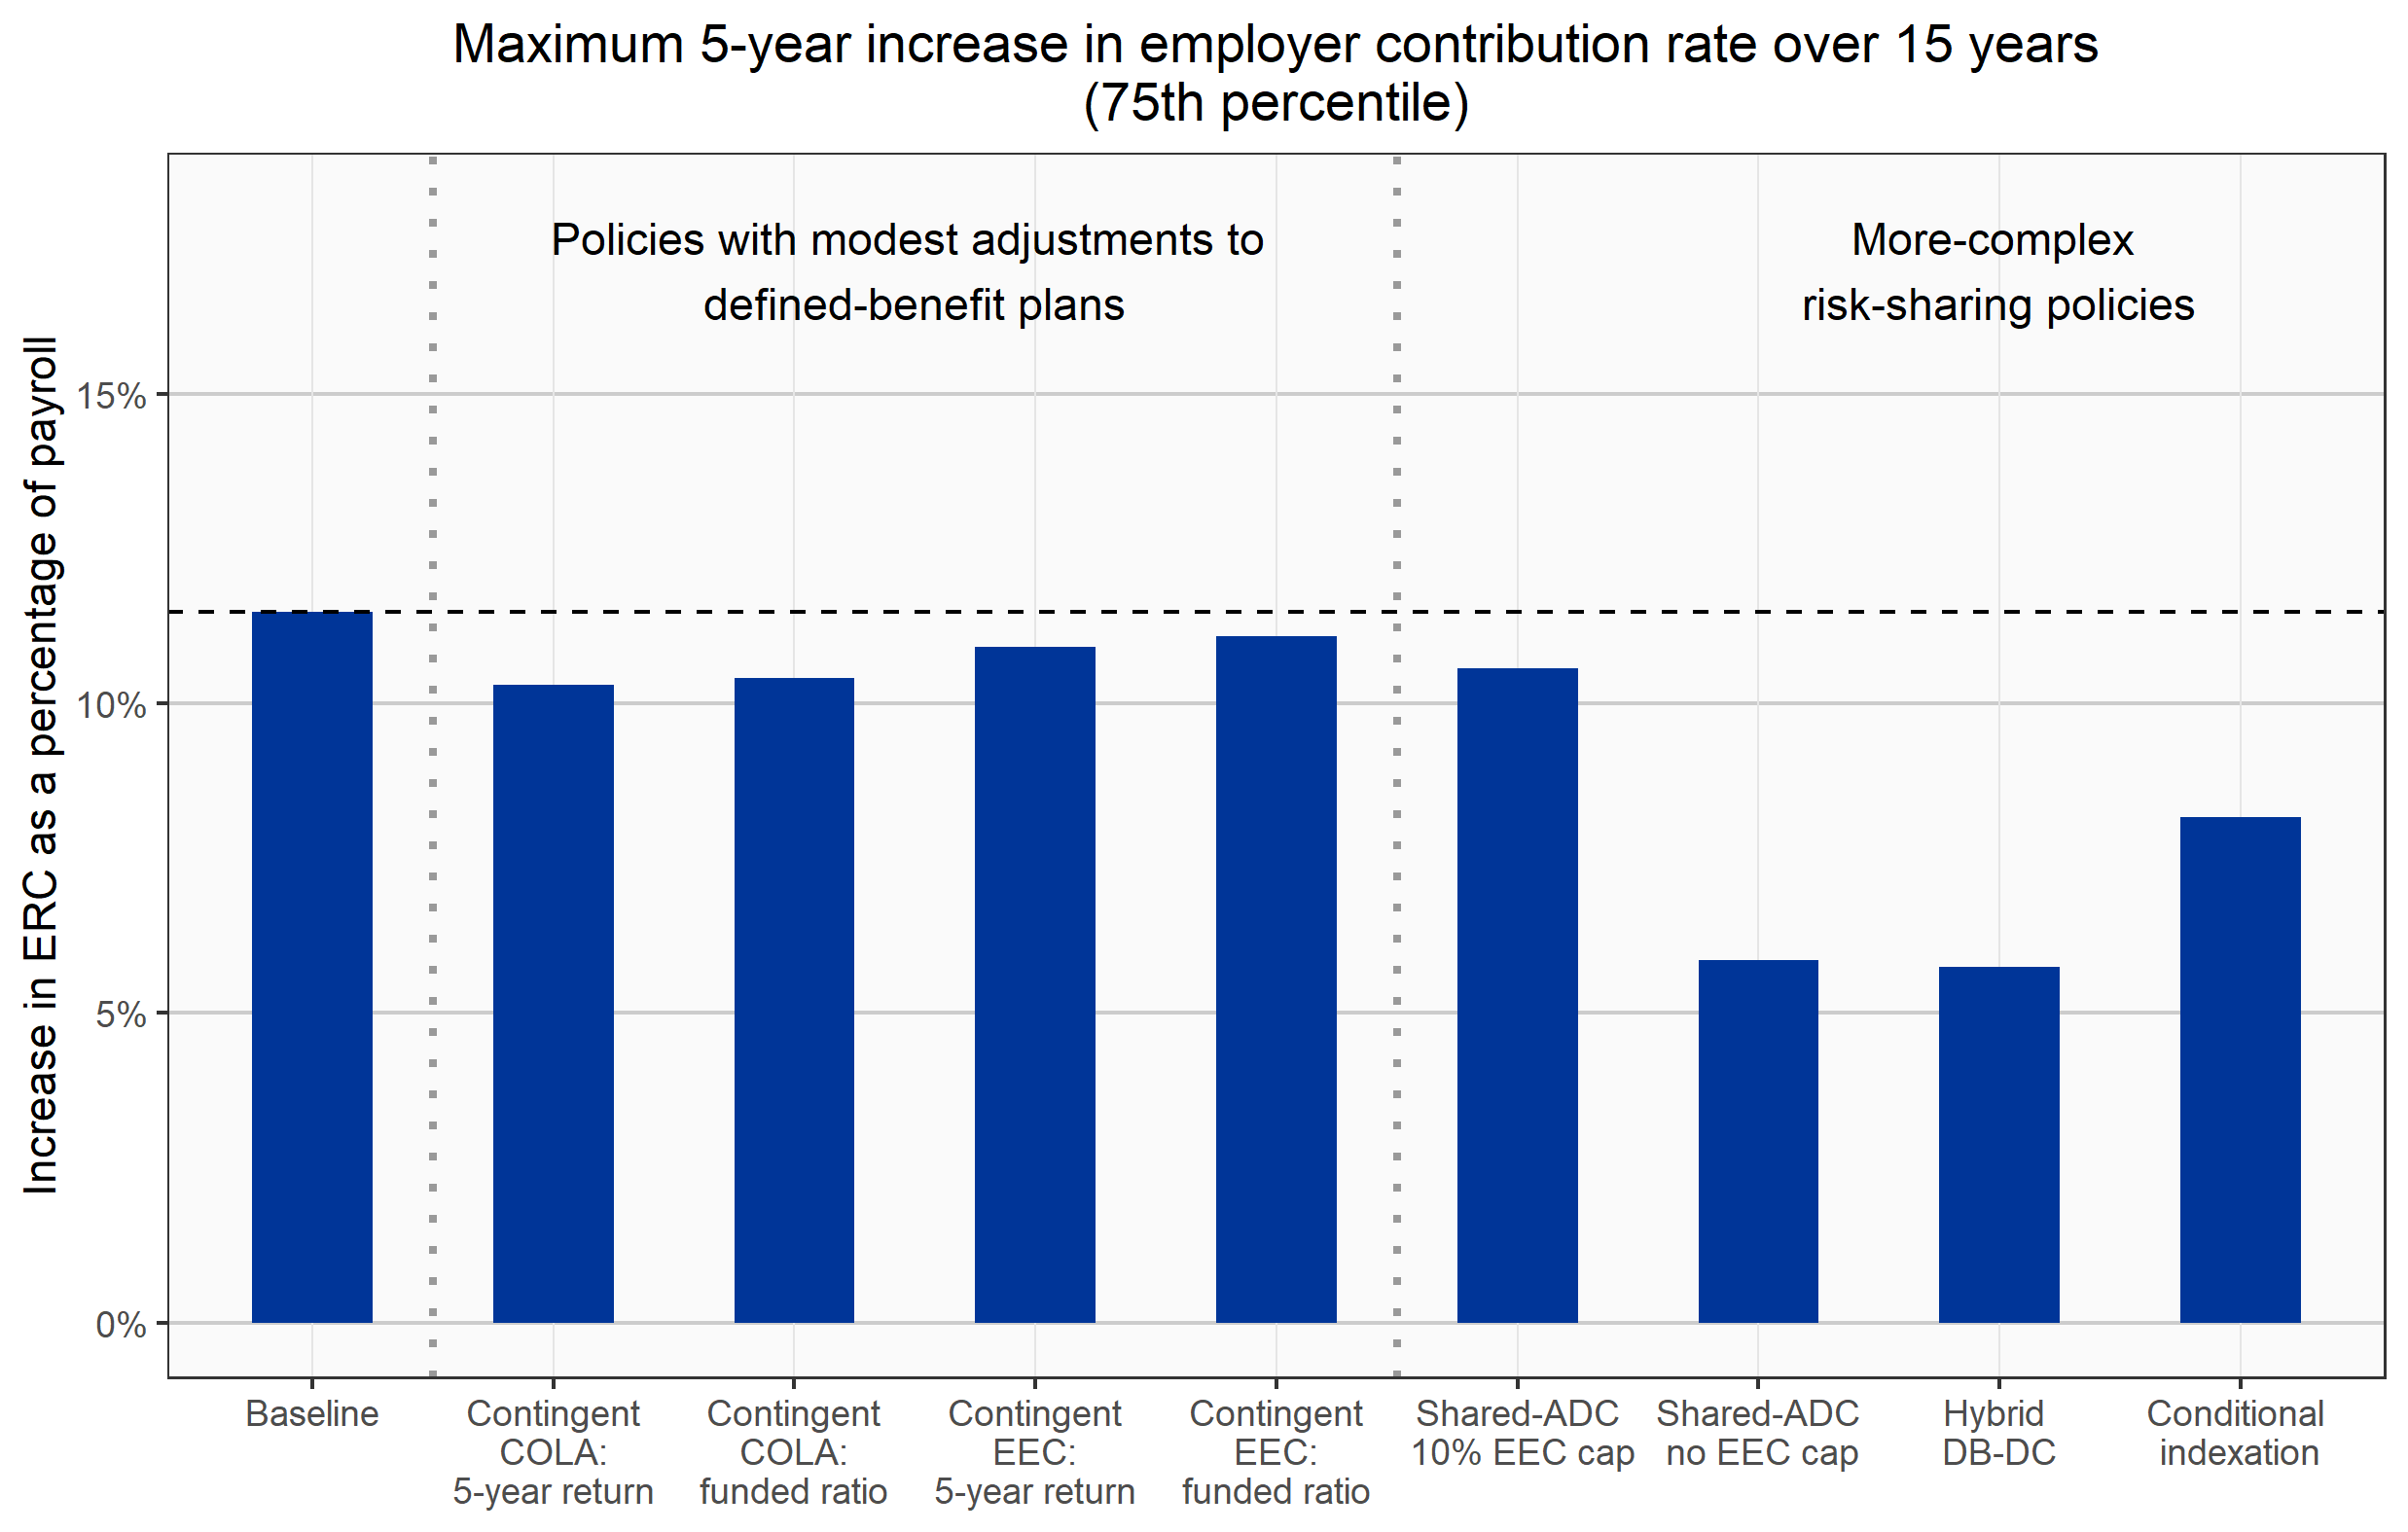 Maximum 5-year increase in employer contribution rate over 15 years
(75th percentile)
Policies with modest adjustments to
defined-benefit plans
More-complex
risk-sharing policies
Increase in ERC as a percentage of payroll
15%
10%
5%
0%
Baseline
Contingent
COLA:
5-year return
Contingent
COLA:
funded ratio
Contingent
EEC:
5-year return
Contingent
EEC:
funded ratio
Shared-ADC
10% EEC cap
Shared-ADC
no EEC cap
Hybrid
DB-DC
Conditional
indexation